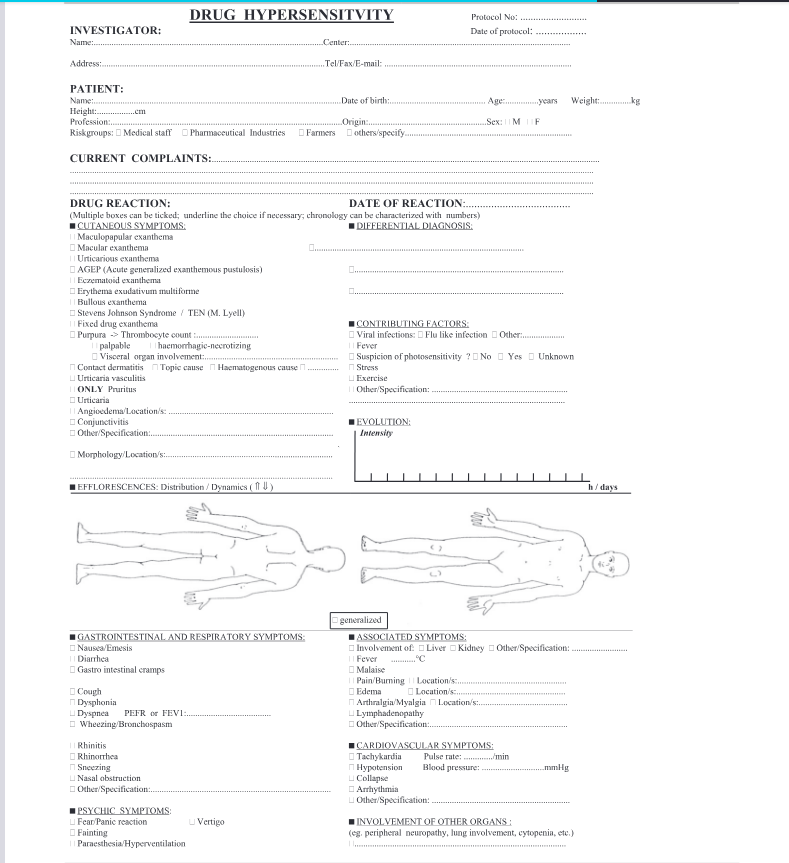 DRUG HYPERSENSITVITY
Protocol No: .........................
INVESTIGATOR:
Date of protocol: ..................
Name:.....................................................Center:.....................................................
Address:.....................................................Tel/Fax/E-mail: .....................................................
PATIENT:
Name:.....................................................Date of birth:................................... Age:.............years Weight:............kg
Height:................cm
Profession:.....................................................Origin:.....................................................Sex: □ M □ F
Riskgroups: □ Medical staff □ Pharmaceutical Industries □ Farmers □ others/specify.....................................................
CURRENT COMPLAINTS:.....................................................
.....................................................
.....................................................
.....................................................
DRUG REACTION:
DATE OF REACTION:...................................
(Multiple boxes can be ticked; underline the choice if necessary; chronology can be characterized with numbers)
■ CUTANEOUS SYMPTOMS:
□ Maculopapular exanthema
□ Macular exanthema
□ Urticarious exanthema
□ AGEP (Acute generalized exanthemous pustulosis)
□ Eczematoid exanthema
□ Erythema exudativum multiforme
□ Bullous exanthema
□ Stevens Johnson Syndrome / TEN (M. Lyell)
□ Fixed drug exanthema
□ Purpura -> Thrombocyte count :.........................
□ palpable □ haemorrhagic-necrotizing
□ Visceral organ involvement:.....................................................
□ Contact dermatitis □ Topic cause □ Haematogenous cause □ .............
□ Urticaria vasculitis
□ ONLY Pruritus
□ Urticaria
□ Angioedema/Location/s: .....................................................
□ Conjunctivitis
□ Other/Specification:.....................................................
□ Morphology/Location/s:.....................................................
.....................................................
■ DIFFERENTIAL DIAGNOSIS:
□.....................................................
□.....................................................
□.....................................................
■ CONTRIBUTING FACTORS:
□ Viral infections: □ Flu like infection □ Other:.............................
□ Fever
□ Suspicion of photosensitivity ? □ No □ Yes □ Unknown
□ Stress
□ Exercise
□ Other/Specification: .....................................................
.....................................................
■ EVOLUTION:
Intensity
h / days
■ EFFLORESCENCES: Distribution / Dynamics (⇑⇓)
□ generalized
■ GASTROINTESTINAL AND RESPIRATORY SYMPTOMS:
□ Nausea/Emesis
□ Diarrhea
□ Gastro intestinal cramps
□ Cough
□ Dysphonia
□ Dyspnea PEFR or FEV1:...................................
□ Wheezing/Bronchospasm
□ Rhinitis
□ Rhinorrhea
□ Sneezing
□ Nasal obstruction
□ Other/Specification:.....................................................
■ PSYCHIC SYMPTOMS:
□ Fear/Panic reaction □ Vertigo
□ Fainting
□ Paraesthesia/Hyperventilation
■ ASSOCIATED SYMPTOMS:
□ Involvement of: □ Liver □ Kidney □ Other/Specification: .......................
□ Fever ..........°C
□ Malaise
□ Pain/Burning □ Location/s:.....................................................
□ Edema □ Location/s:.....................................................
□ Arthralgia/Myalgia □ Location/s:...................................
□ Lymphadenopathy
□ Other/Specification:.....................................................
■ CARDIOVASCULAR SYMPTOMS:
□ Tachykardia Pulse rate: ............/min
□ Hypotension Blood pressure: ..........................mmHg
□ Collapse
□ Arrhythmia
□ Other/Specification: .....................................................
■ INVOLVEMENT OF OTHER ORGANS :
(eg. peripheral neuropathy, lung involvement, cytopenia, etc.)
□.....................................................